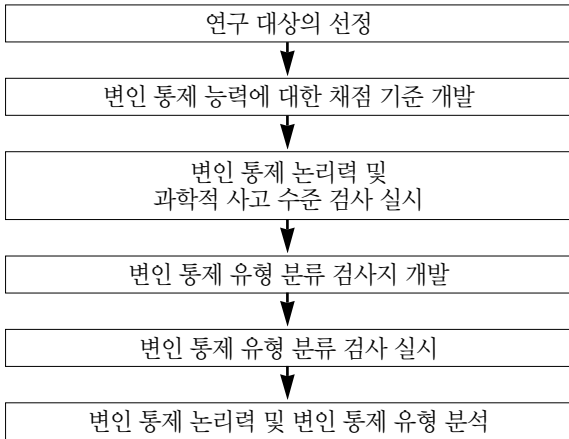 연구 대상의 선정
변인 통제 능력에 대한 채점 기준 개발
변인 통제 논리력 및
과학적 사고 수준 검사 실시
변인 통제 유형 분류 검사지 개발
변인 통제 유형 분류 검사 실시
변인 통제 논리력 및 변인 통제 유형 분석